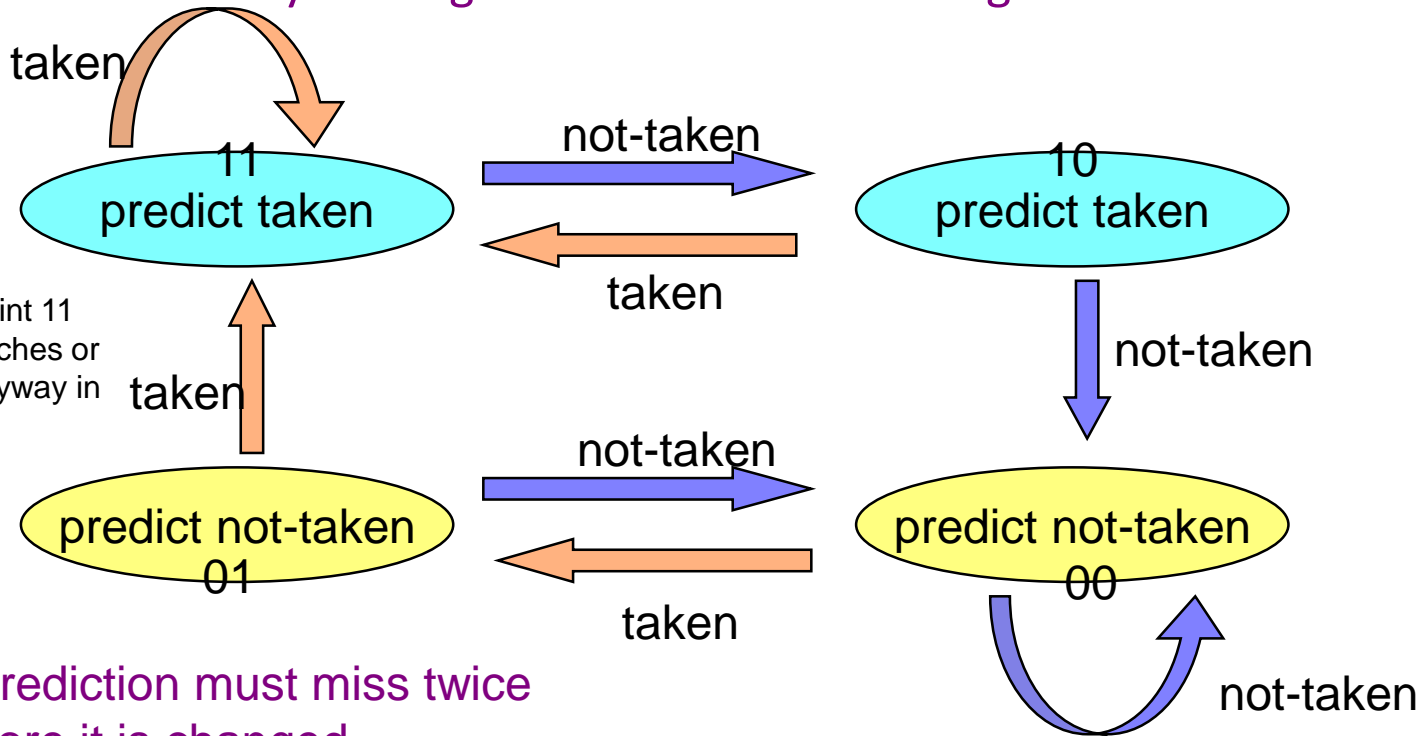 taken
not-taken
11
predict taken
10
predict taken
taken
int 11
ches or
yway in
taken
not-taken
not-taken
predict not-taken
01
predict not-taken
00
taken
rediction must miss twice
not-taken